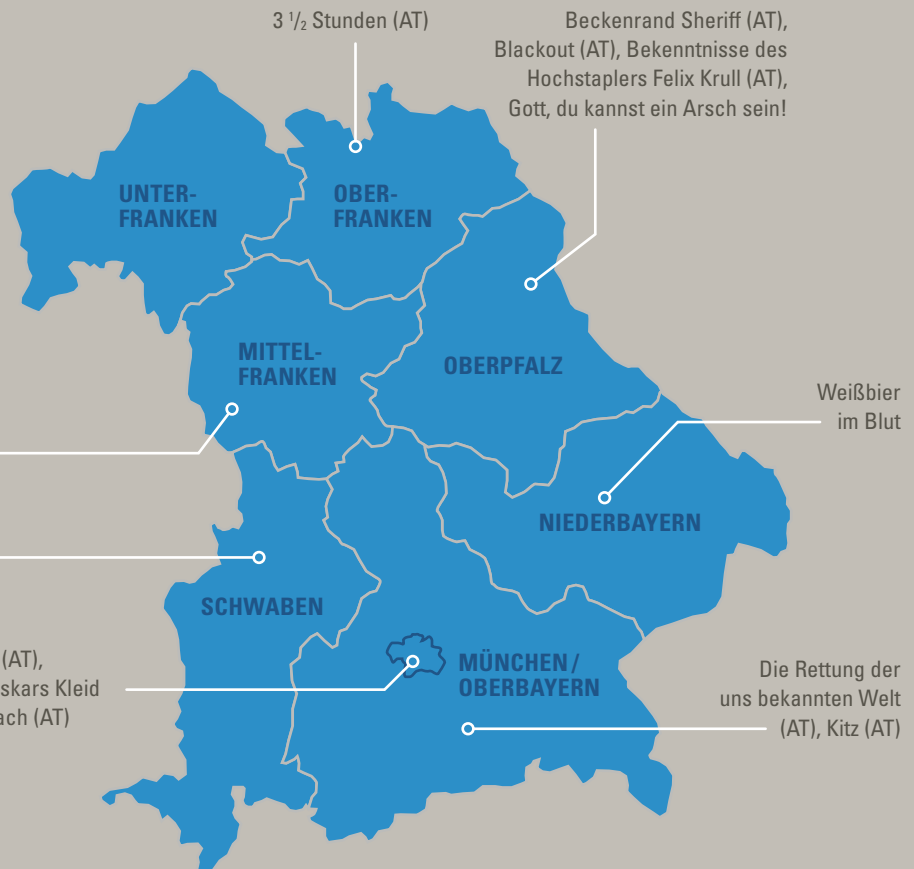 3 ½ Stunden (AT)
Beckenrand Sheriff (AT),
Blackout (AT), Bekenntnisse des
Hochstaplers Felix Krull (AT),
Gott, du kannst ein Arsch sein!
UNTER-
FRANKEN
OBER-
FRANKEN
MITTEL-
FRANKEN
OBERPFALZ
Weißbier
im Blut
NIEDERBAYERN
SCHWABEN
(AT),
Kleid
(AT)
MÜNCHEN/
OBERBAYERN
Die Rettung der
uns bekannten Welt
(AT), Kitz (AT)